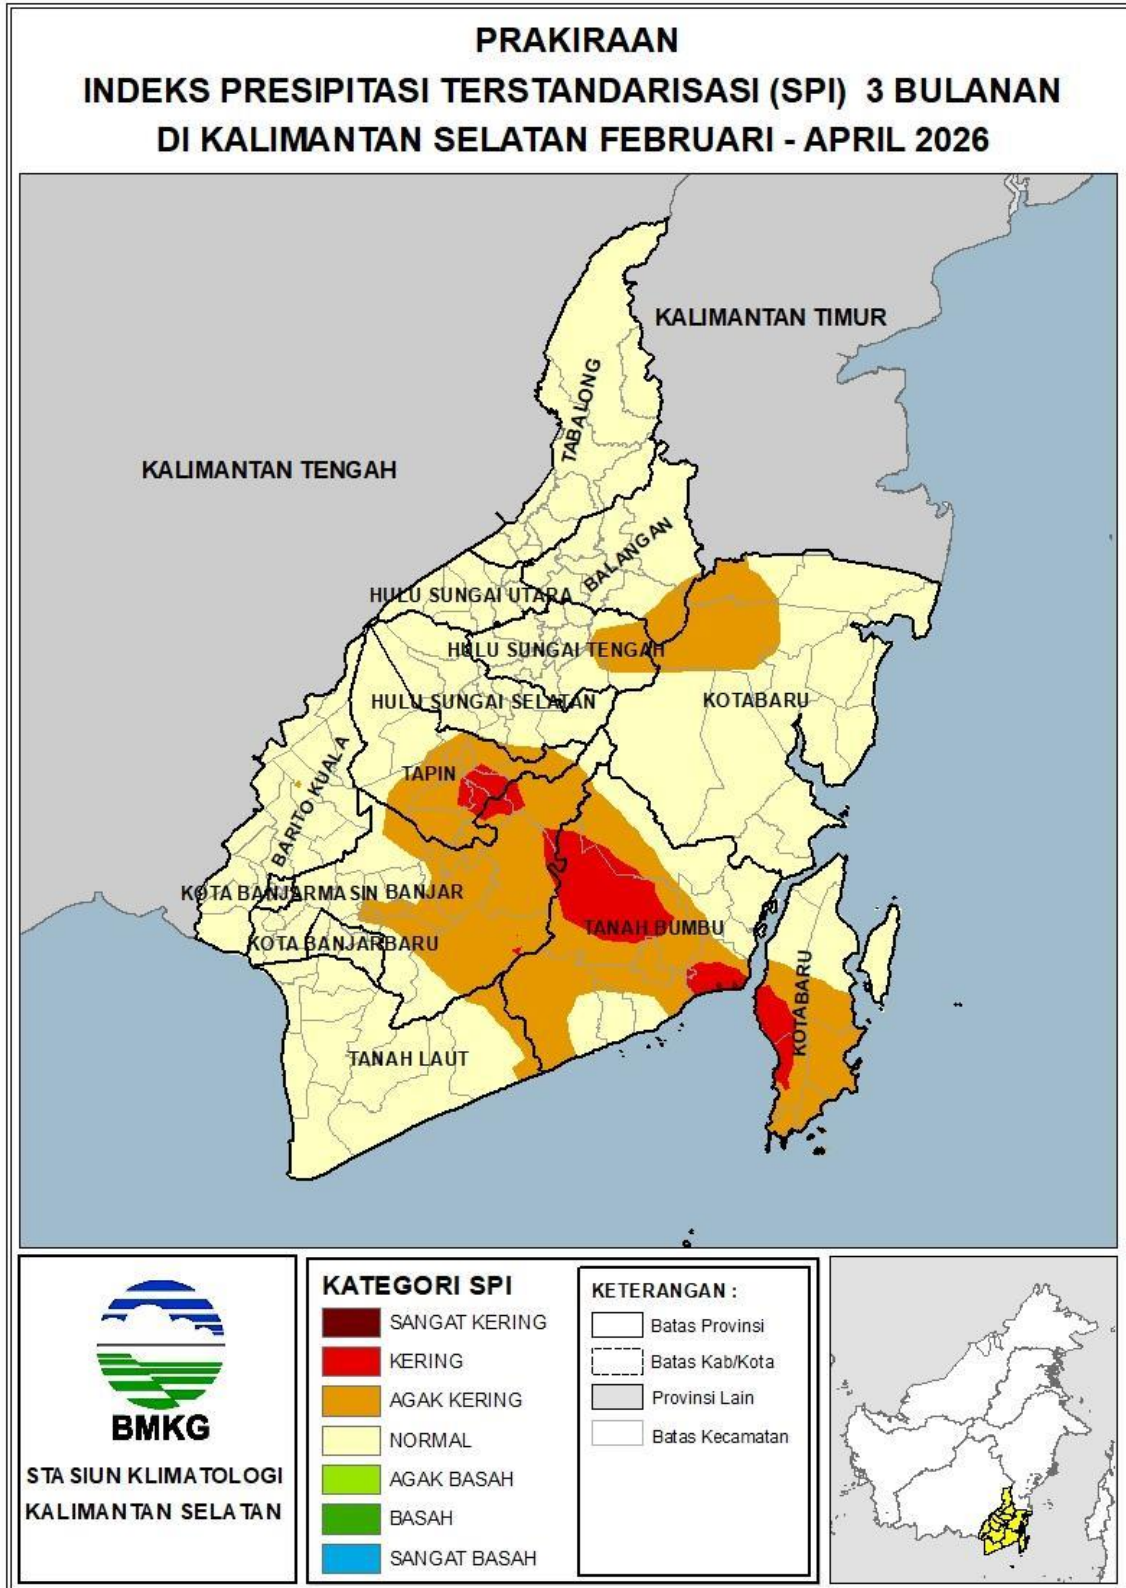 PRAKIRAAN
INDEKS PRESIPITASI TERSTANDARISASI (SPI) 3 BULANAN
DI KALIMANTAN SELATAN FEBRUARI - APRIL 2026
KALIMANTAN TIMUR
TABALONG
KALIMANTAN TENGAH
BALANGAN
HULU SUNGAI UTARA
HULU SUNGAI TENGAH
HULU SUNGAI SELATAN
KOTABARU
TAPIN
BARITO KUALA
KOTA BANJARMASIN
BANJAR
TANAH BUMBU
KOTA BANJARBARU
KOTABARU
TANAH LAUT
BMKG
STASIUN KLIMATOLOGI
KALIMANTAN SELATAN
KATEGORI SPI
SANGAT KERING
KERING
AGAK KERING
NORMAL
AGAK BASAH
BASAH
SANGAT BASAH
KETERANGAN :
Batas Provinsi
Batas Kab/Kota
Provinsi Lain
Batas Kecamatan